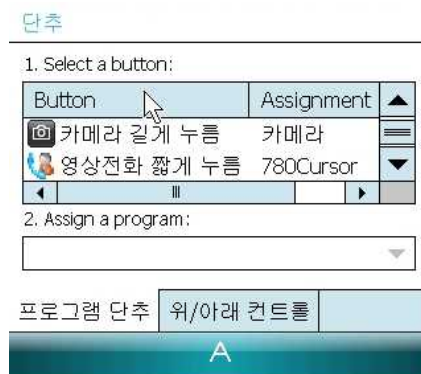 단추
1. Select a button:
Button Assignment
카메라 길게 누름 카메라
영상전화 짧게 누름 780Cursor
2. Assign a program:
프로그램 단추 위/아래 컨트롤
A